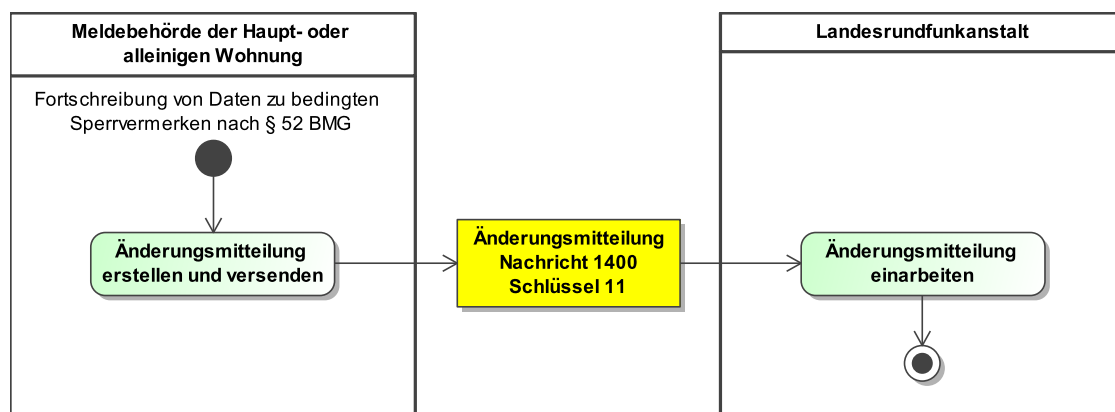 Meldebehörde der Haupt- oder
alleinigen Wohnung
Fortschreibung von Daten zu bedingten
Sperrvermerken nach § 52 BMG
Änderungsmitteilung
erstellen und versenden
Änderungsmitteilung
Nachricht 1400
Schlüssel 11
Landesrundfunkanstalt
Änderungsmitteilung
einarbeiten